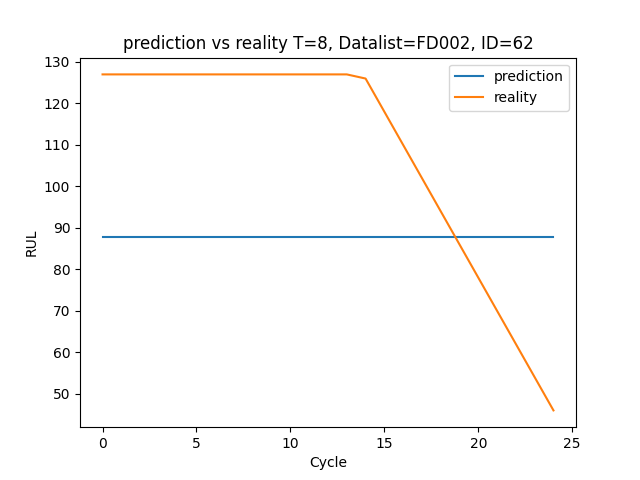 prediction vs reality T=8, Datalist=FD002, ID=62
prediction
reality
RUL
130
120
110
100
90
80
70
60
50
0 5 10 15 20 25
Cycle